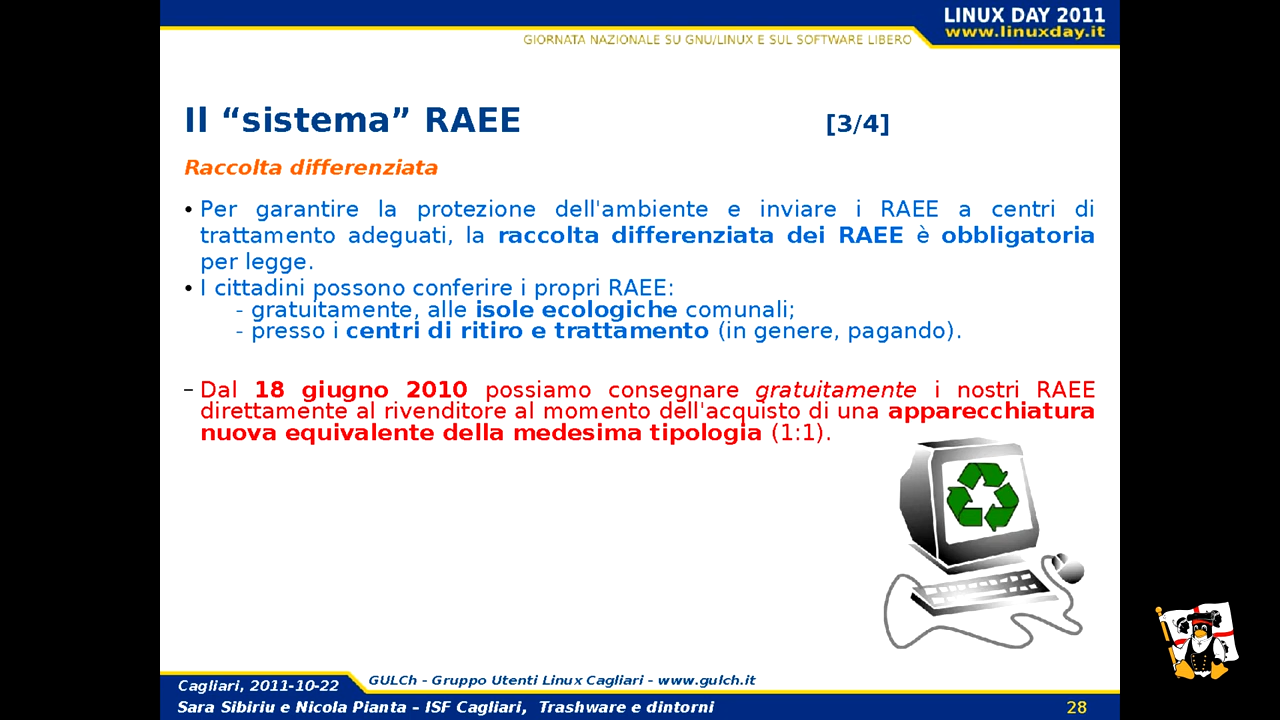 LINUX DAY 2011
www.linuxday.it
GIORNATA NAZIONALE SU GNU/LINUX E SUL SOFTWARE LIBERO
Il “sistema” RAEE [3/4]
Raccolta differenziata
• Per garantire la protezione dell'ambiente e inviare i RAEE a centri di
trattamento adeguati, la raccolta differenziata dei RAEE è obbligatoria
per legge.
• I cittadini possono conferire i propri RAEE:
- gratuitamente, alle isole ecologiche comunali;
- presso i centri di ritiro e trattamento (in genere, pagando).
– Dal 18 giugno 2010 possiamo consegnare gratuitamente i nostri RAEE
direttamente al rivenditore al momento dell'acquisto di una apparecchiatura
nuova equivalente della medesima tipologia (1:1).
Cagliari, 2011-10-22
GULCh - Gruppo Utenti Linux Cagliari - www.gulch.it
Sara Sibiriu e Nicola Pianta – ISF Cagliari, Trashware e dintorni
28